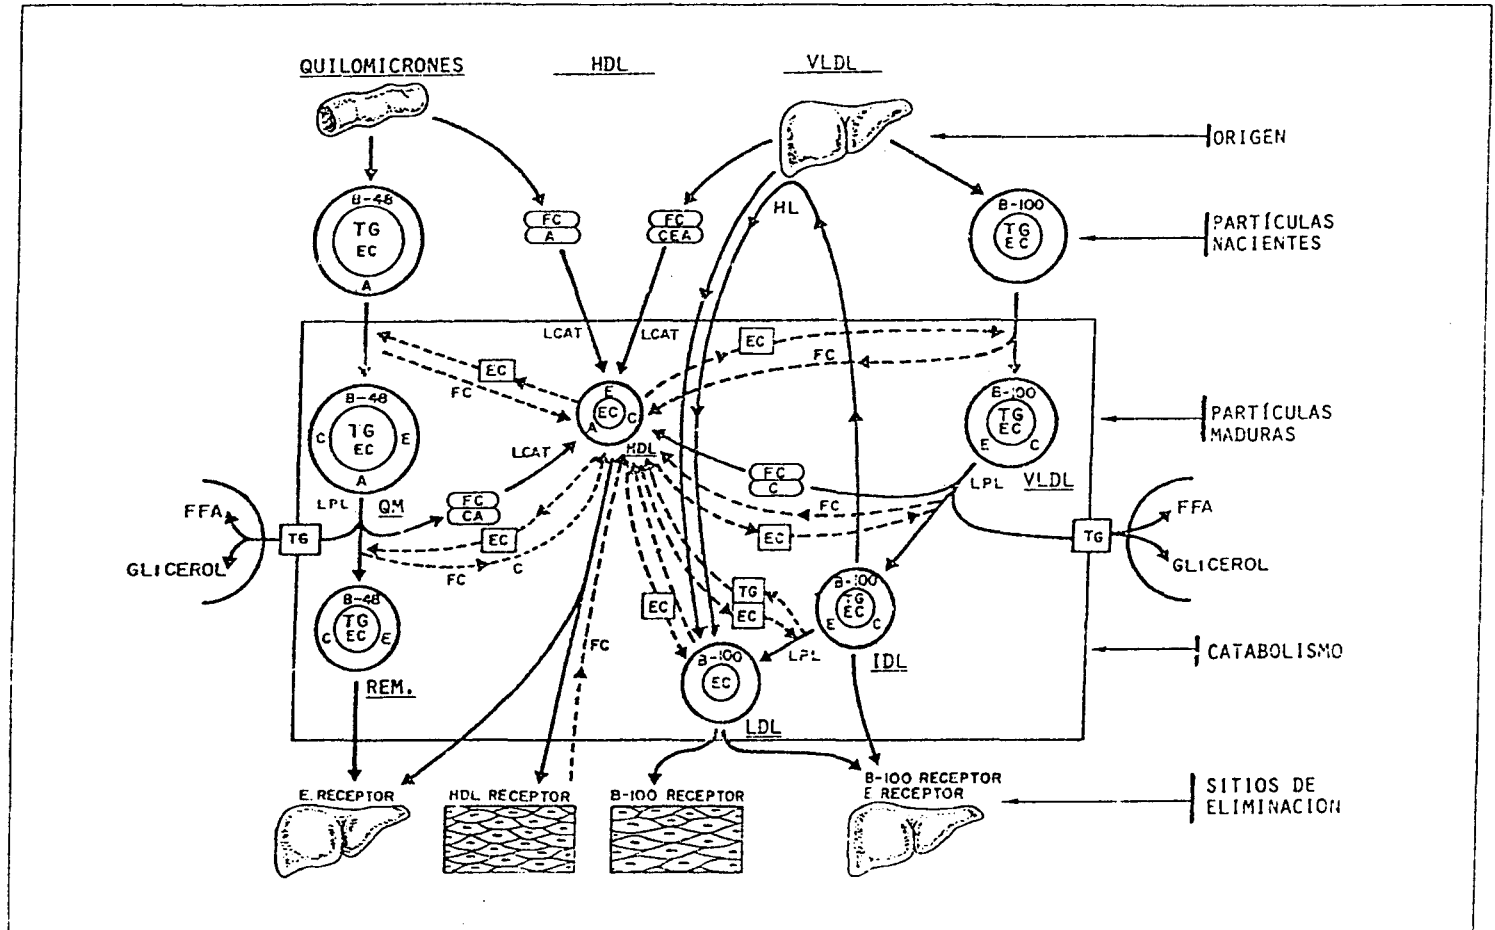 QUILOMICRONES
HDL
VLDL
ORIGEN
B-48
TG
EC
A
FC
A
FC
CEA
HL
B-100
TG
EC
PARTÍCULAS
NACIENTES
LCAT
LCAT
EC
FC
EC
FC
E
EC
A
C
HDL
B-48
TG
EC
C
E
A
LPL
QM
LCAT
FC
CA
EC
FC
C
B-100
TG
EC
E
C
VLDL
LPL
PARTÍCULAS
MADURAS
FC
C
FC
EC
FFA
TG
GLICEROL
TG
FFA
GLICEROL
B-48
TG
EC
C
E
REM.
EC
FC
TG
EC
LPL
B-100
TG
EC
E
C
IDL
B-100
EC
LDL
CATABOLISMO
E. RECEPTOR
HDL RECEPTOR
B-100 RECEPTOR
B-100 RECEPTOR
E RECEPTOR
SITIOS DE
ELIMINACION